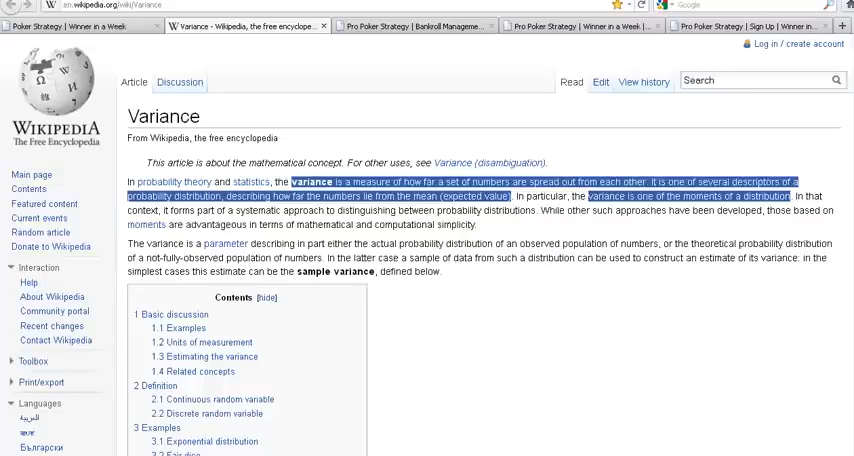 en.wikipedia.org/wiki/Variance
Google
Poker Strategy | Winner in a Week
Variance - Wikipedia, the free encyclope...
Pro Poker Strategy | Bankroll Manageme...
Pro Poker Strategy | Winner in a Week | ...
Pro Poker Strategy | Sign Up | Winner in...
Log in / create account
Article
Discussion
Read
Edit
View history
Search
WIKIPEDIA
The Free Encyclopedia
Main page
Contents
Featured content
Current events
Random article
Donate to Wikipedia
Interaction
Help
About Wikipedia
Community portal
Recent changes
Contact Wikipedia
Toolbox
Print/export
Languages
العربية
বাংলা
Български
Variance
From Wikipedia, the free encyclopedia
This article is about the mathematical concept. For other uses, see Variance (disambiguation).
In probability theory and statistics, the variance is a measure of how far a set of numbers are spread out from each other. It is one of several descriptors of a
probability distribution, describing how far the numbers lie from the mean (expected value). In particular, the variance is one of the moments of a distribution. In that
context, it forms part of a systematic approach to distinguishing between probability distributions. While other such approaches have been developed, those based on
moments are advantageous in terms of mathematical and computational simplicity.
The variance is a parameter describing in part either the actual probability distribution of an observed population of numbers, or the theoretical probability distribution
of a not-fully-observed population of numbers. In the latter case a sample of data from such a distribution can be used to construct an estimate of its variance: in the
simplest cases this estimate can be the sample variance, defined below.
Contents [hide]
1 Basic discussion
1.1 Examples
1.2 Units of measurement
1.3 Estimating the variance
1.4 Related concepts
2 Definition
2.1 Continuous random variable
2.2 Discrete random variable
3 Examples
3.1 Exponential distribution
3.2 Fair dice